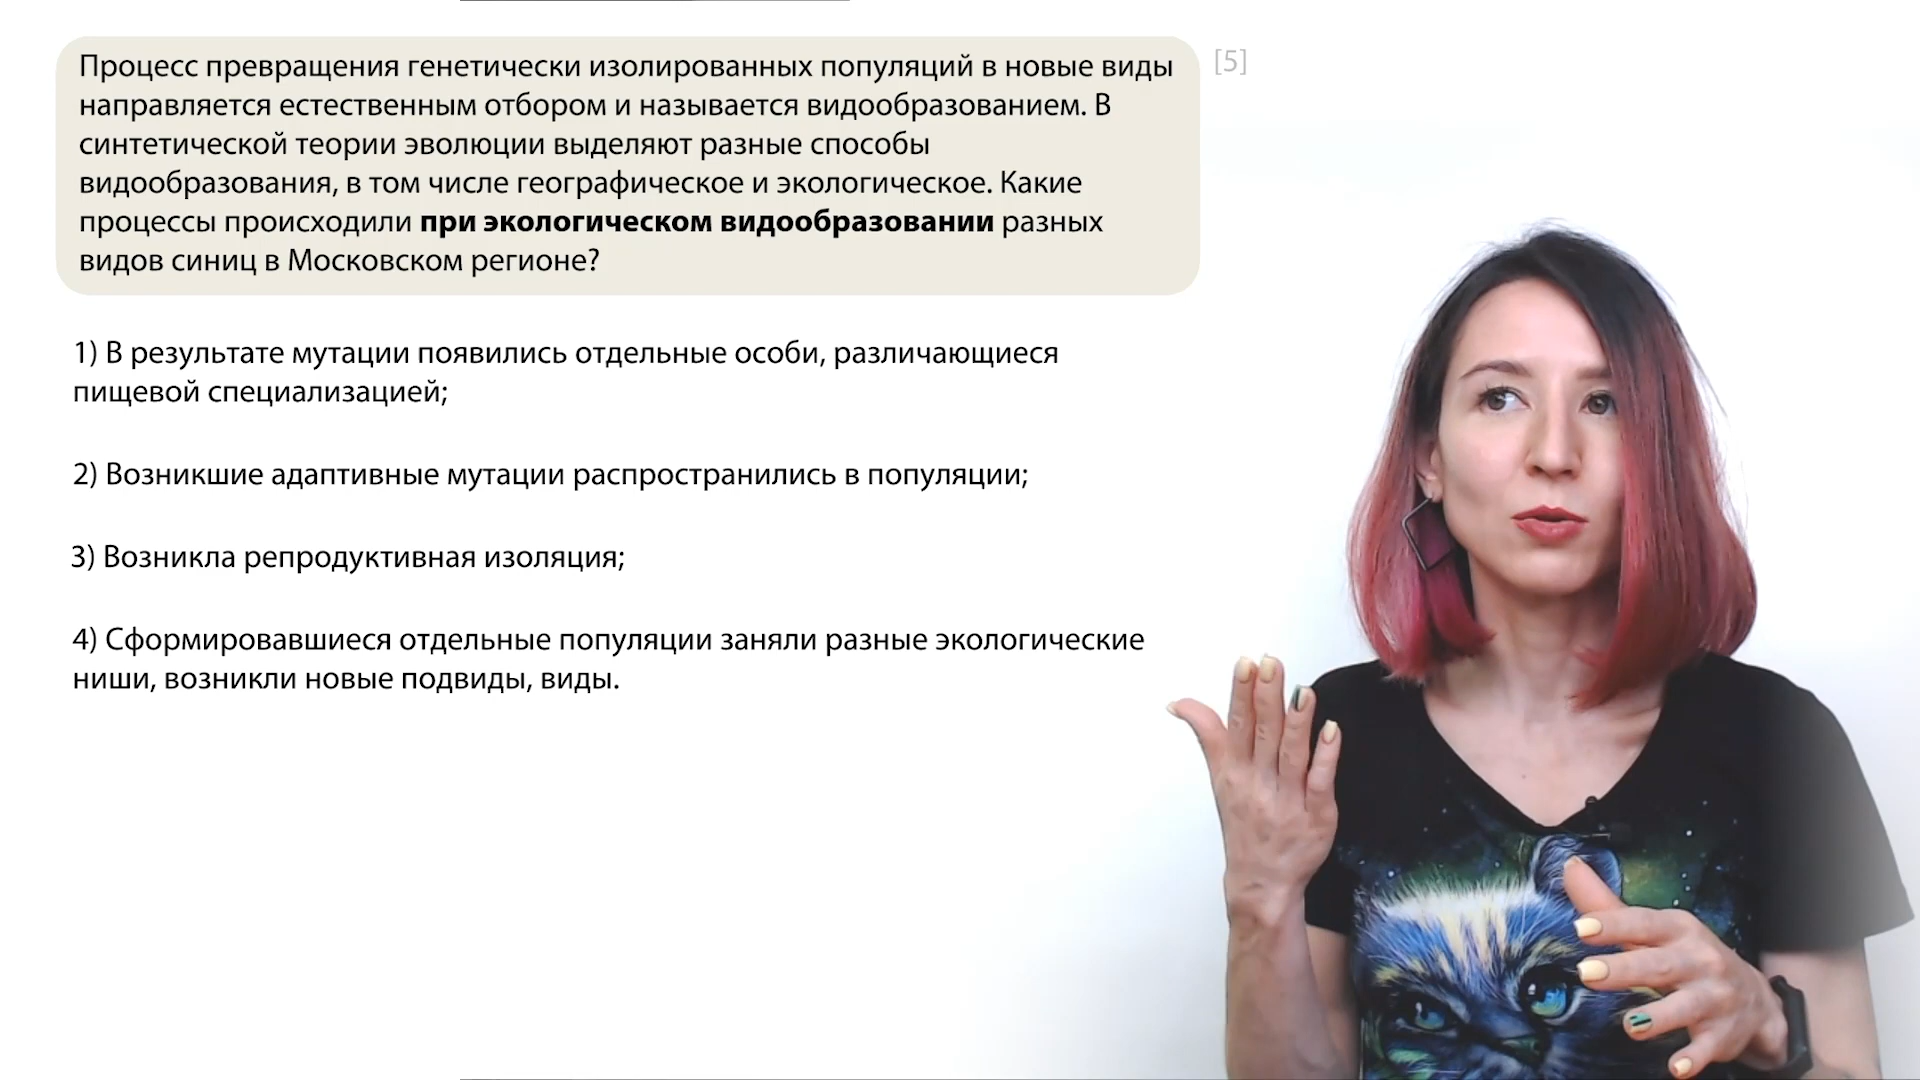 Процесс превращения генетически изолированных популяций в новые виды
[5]
направляется естественным отбором и называется видообразованием. В
синтетической теории эволюции выделяют разные способы
видообразования, в том числе географическое и экологическое. Какие
процессы происходили при экологическом видообразовании разных
видов синиц в Московском регионе?
1) В результате мутации появились отдельные особи, различающиеся
пищевой специализацией;
2) Возникшие адаптивные мутации распространились в популяции;
3) Возникла репродуктивная изоляция;
4) Сформировавшиеся отдельные популяции заняли разные экологические
ниши, возникли новые подвиды, виды.